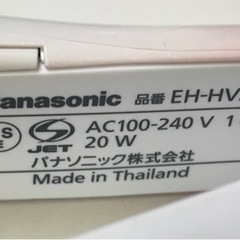 Panasonic 品番 EH-HV
S JET AC100-240 V 1
E 20 W
パナソニック株式会社
Made in Thailand